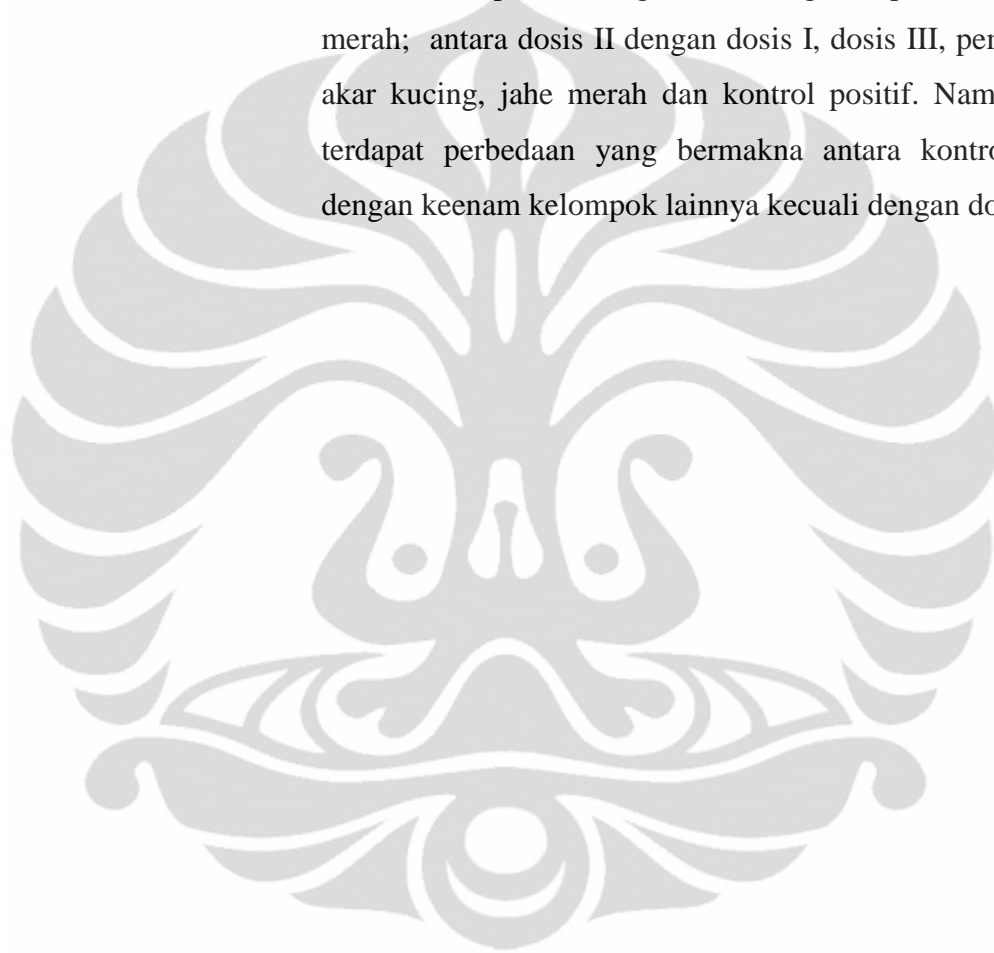 merah; antara dosis II dengan dosis I, dosis III,
akar kucing, jahe merah dan kontrol positif.
terdapat perbedaan yang bermakna antara
dengan keenam kelompok lainnya kecuali dengan